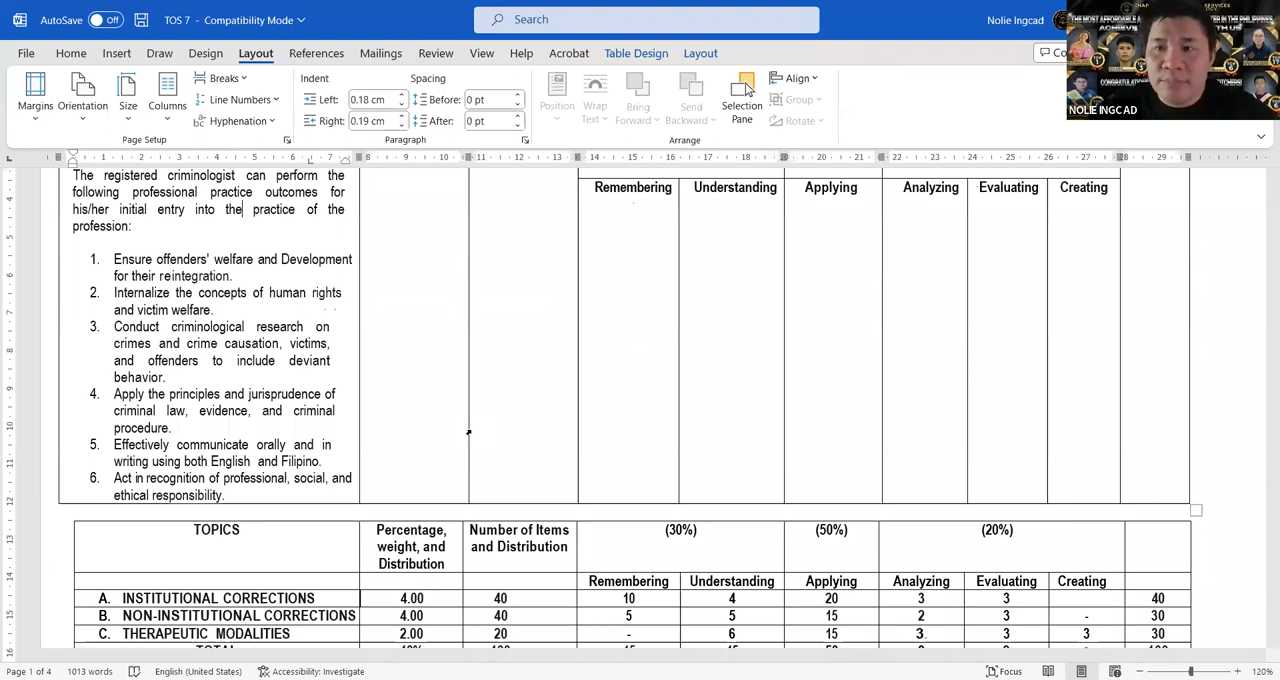 AutoSave Off TOS 7 - Compatibility Mode Search Nolie Ingcad
File Home Insert Draw Design Layout References Mailings Review View Help Acrobat Table Design Layout
Margins Orientation Size Columns Breaks Line Numbers Hyphenation
Page Setup
Indent Spacing
Left: 0.18 cm Before: 0 pt
Right: 0.19 cm After: 0 pt
Paragraph
Position Wrap Text Bring Forward Send Backward Selection Pane Align Group Rotate
Arrange
NOLIE INGCAD
The registered criminologist can perform the
following professional practice outcomes for
his/her initial entry into the practice of the
profession:
Remembering Understanding Applying Analyzing Evaluating Creating
1. Ensure offenders' welfare and Development
for their reintegration.
2. Internalize the concepts of human rights
and victim welfare.
3. Conduct criminological research on
crimes and crime causation, victims,
and offenders to include deviant
behavior.
4. Apply the principles and jurisprudence of
criminal law, evidence, and criminal
procedure.
5. Effectively communicate orally and in
writing using both English and Filipino.
6. Act in recognition of professional, social, and
ethical responsibility.
TOPICS Percentage, weight, and Distribution Number of Items and Distribution (30%) (50%) (20%)
Remembering Understanding Applying Analyzing Evaluating Creating
A. INSTITUTIONAL CORRECTIONS 4.00 40 10 4 20 3 3 40
B. NON-INSTITUTIONAL CORRECTIONS 4.00 40 5 5 15 2 3 - 30
C. THERAPEUTIC MODALITIES 2.00 20 - 6 15 3 3 3 30
Page 1 of 4 1013 words English (United States) Accessibility: Investigate Focus 120%